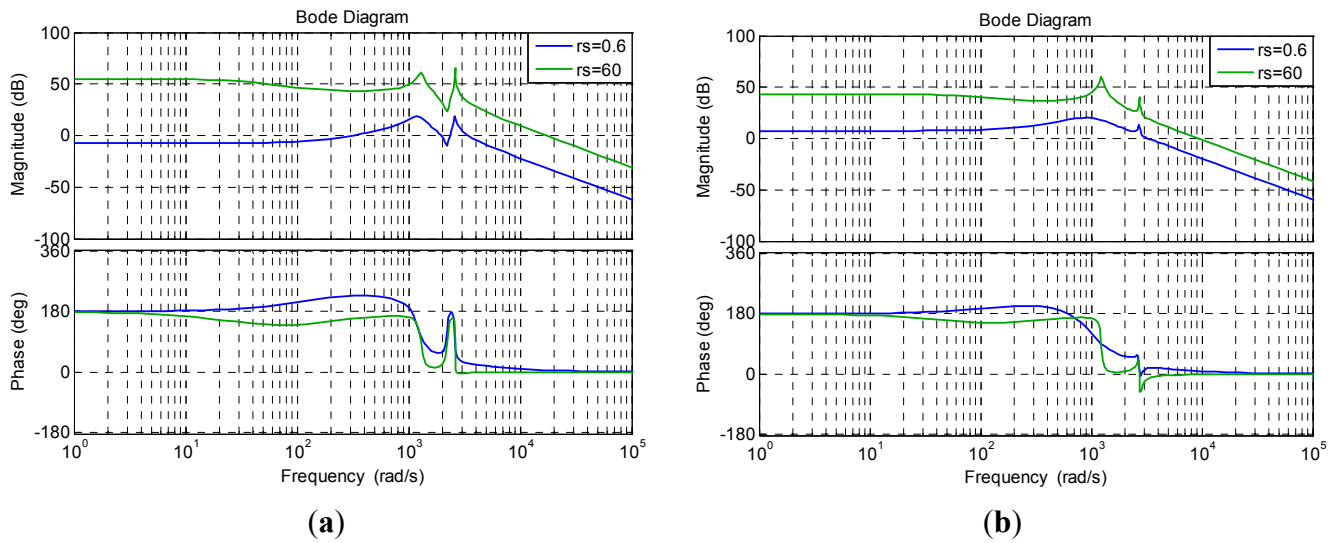 Bode Diagram
100
50
0
-50
-100
Magnitude (dB)
rs=0.6
rs=60
360
180
0
-180
Phase (deg)
10^0 10^1 10^2 10^3 10^4 10^5
Frequency (rad/s)
(a)
Bode Diagram
100
50
0
-50
-100
Magnitude (dB)
rs=0.6
rs=60
360
180
0
-180
Phase (deg)
10^0 10^1 10^2 10^3 10^4 10^5
Frequency (rad/s)
(b)